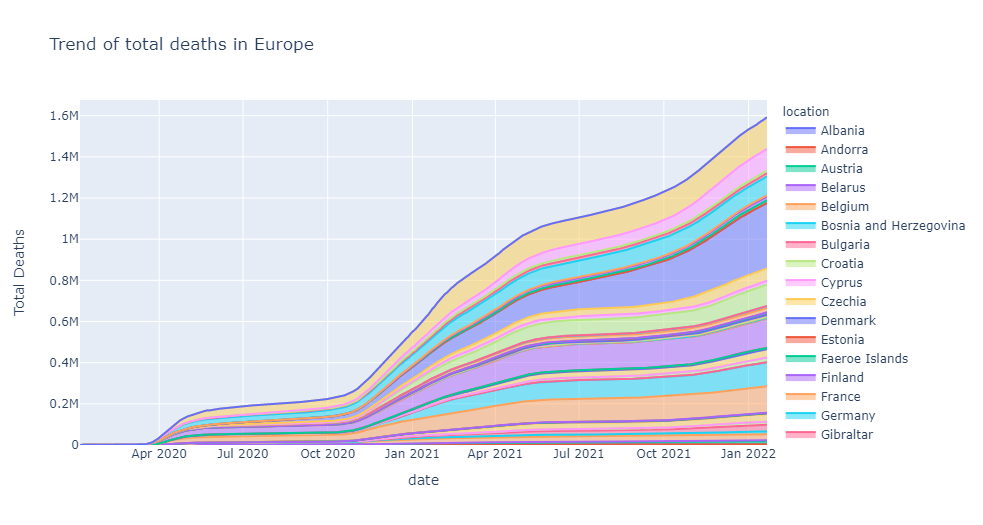 Trend of total deaths in Europe
1.6M
1.4M
1.2M
1M
0.8M
0.6M
0.4M
0.2M
0
Total Deaths
Apr 2020 Jul 2020 Oct 2020 Jan 2021 Apr 2021 Jul 2021 Oct 2021 Jan 2022
date
location
Albania
Andorra
Austria
Belarus
Belgium
Bosnia and Herzegovina
Bulgaria
Croatia
Cyprus
Czechia
Denmark
Estonia
Faeroe Islands
Finland
France
Germany
Gibraltar